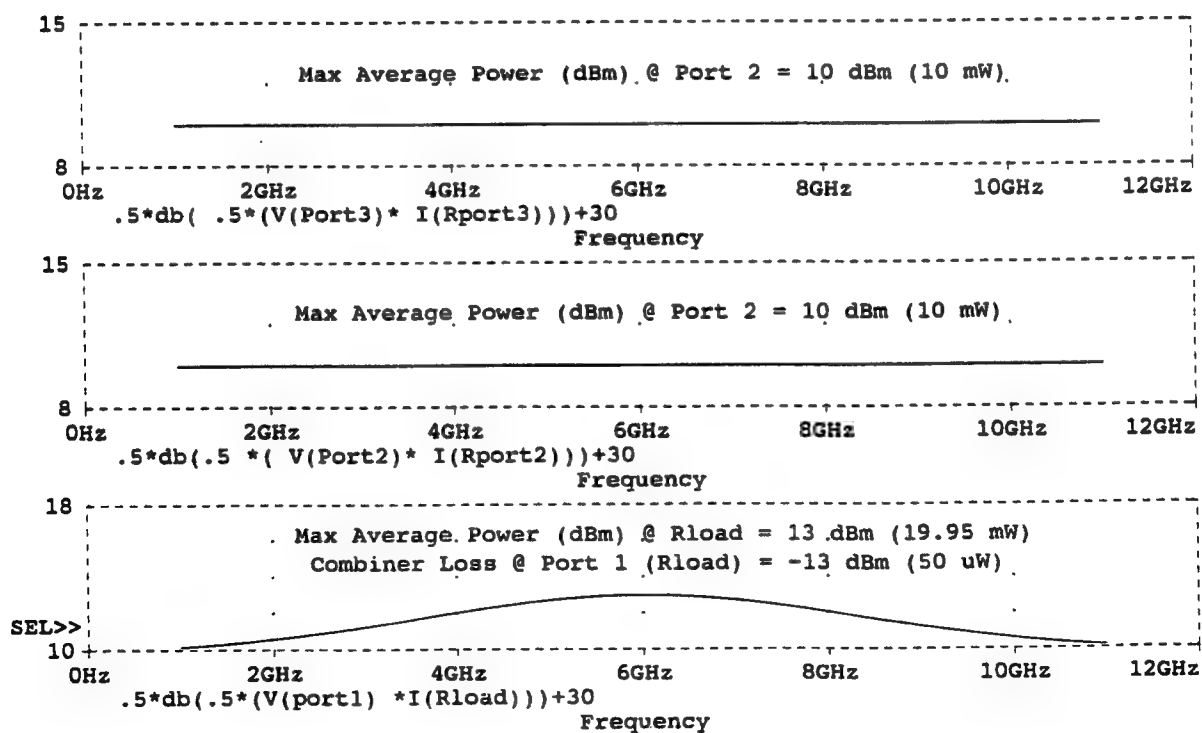 15
Max Average Power (dBm) @ Port 2 = 10 dBm (10 mW)
8
0Hz 2GHz 4GHz 6GHz 8GHz 10GHz 12GHz
.5*db( .5*(V(Port3)* I(Rport3)))+30
Frequency
15
Max Average Power (dBm) @ Port 2 = 10 dBm (10 mW)
8
0Hz 2GHz 4GHz 6GHz 8GHz 10GHz 12GHz
.5*db(.5 *( V(Port2)* I(Rport2)))+30
Frequency
18
Max Average Power (dBm) @ Rload = 13 dBm (19.95 mW)
Combiner Loss @ Port 1 (Rload) = -13 dBm (50 uW)
SEL>>
10
0Hz 2GHz 4GHz 6GHz 8GHz 10GHz 12GHz
.5*db(.5*(V(port1) *I(Rload)))+30
Frequency